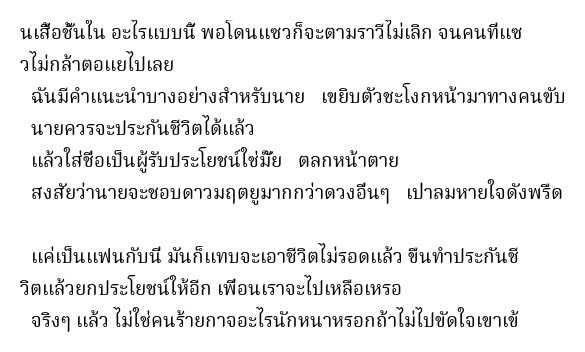 นเสื้อชั้นใน อะไรแบบนี้ พอโดนแซวก็จะตามราวีไม่เลิก จนคนที่แซ
วไม่กล้าตอแยไปเลย
ฉันมีคำแนะนำบางอย่างสำหรับนาย เขยิบตัวชะโงกหน้ามาทางคนขับ
นายควรจะประกันชีวิตได้แล้ว
แล้วใส่ชื่อเป็นผู้รับประโยชน์ใช่มั้ย ตลกหน้าตาย
สงสัยว่านายจะชอบดาวมฤตยูมากกว่าดวงอื่นๆ เป่าลมหายใจดังพรืด
แค่เป็นแฟนกับนี่ มันก็แทบจะเอาชีวิตไม่รอดแล้ว ขืนทำประกันชี
วิตแล้วยกประโยชน์ให้อีก เพื่อนเราจะไปเหลือเหรอ
จริงๆ แล้ว ไม่ใช่คนร้ายกาจอะไรนักหนาหรอกถ้าไม่ไปขัดใจเขาเข้